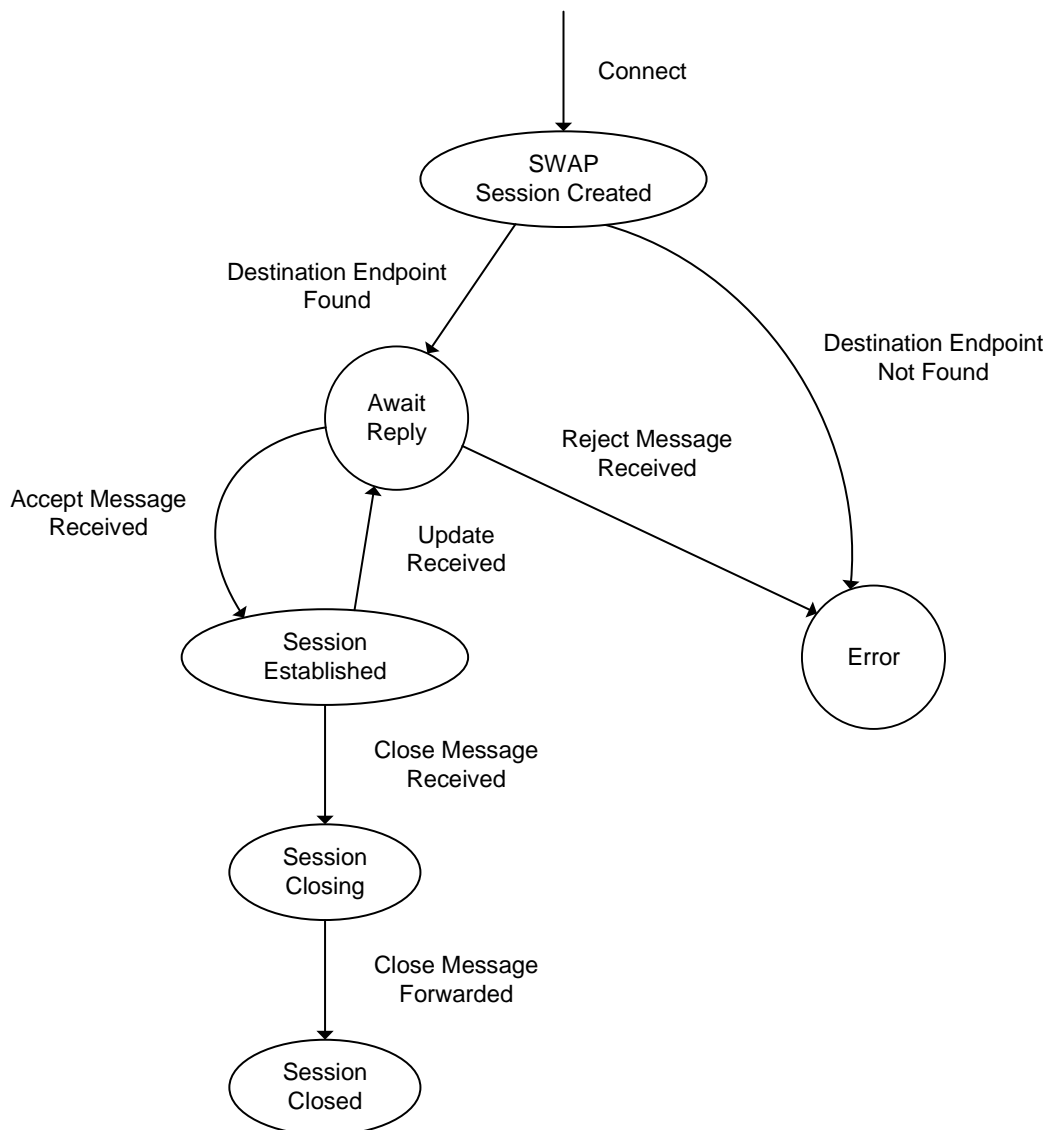 Connect
SWAP
Session Created
Destination Endpoint
Found
Destination Endpoint
Not Found
Await
Reply
Reject Message
Received
Accept Message
Received
Update
Received
Session
Established
Error
Close Message
Received
Session
Closing
Close Message
Forwarded
Session
Closed